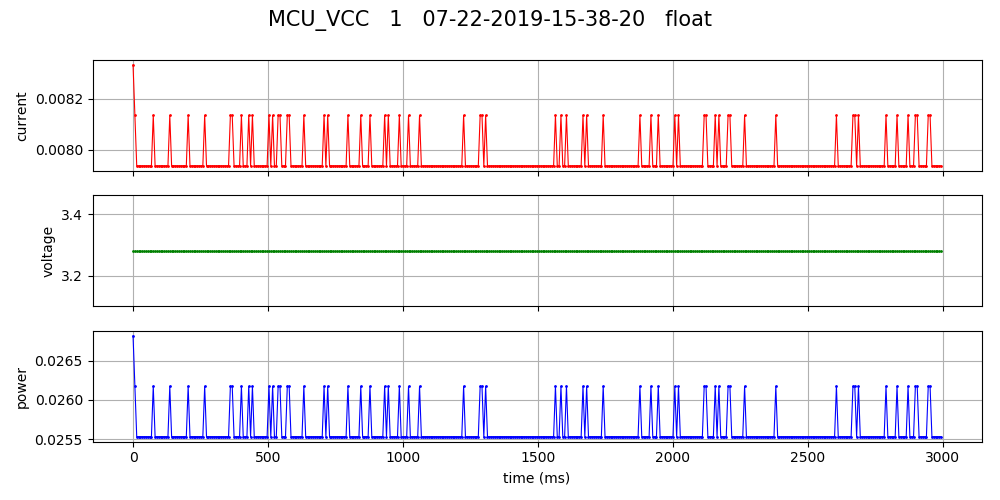 MCU_VCC   1   07-22-2019-15-38-20   float
0.0082
0.0080
current
3.4
3.2
voltage
0.0265
0.0260
0.0255
power
0 500 1000 1500 2000 2500 3000
time (ms)